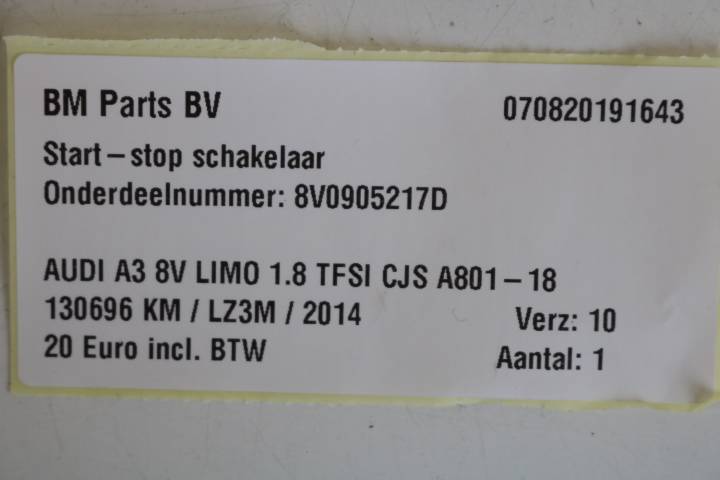 BM Parts BV 070820191643
Start-stop schakelaar
Onderdeelnummer: 8V0905217D
AUDI A3 8V LIMO 1.8 TFSI CJS A801-18
130696 KM / LZ3M / 2014 Verz: 10
20 Euro incl. BTW Aantal: 1